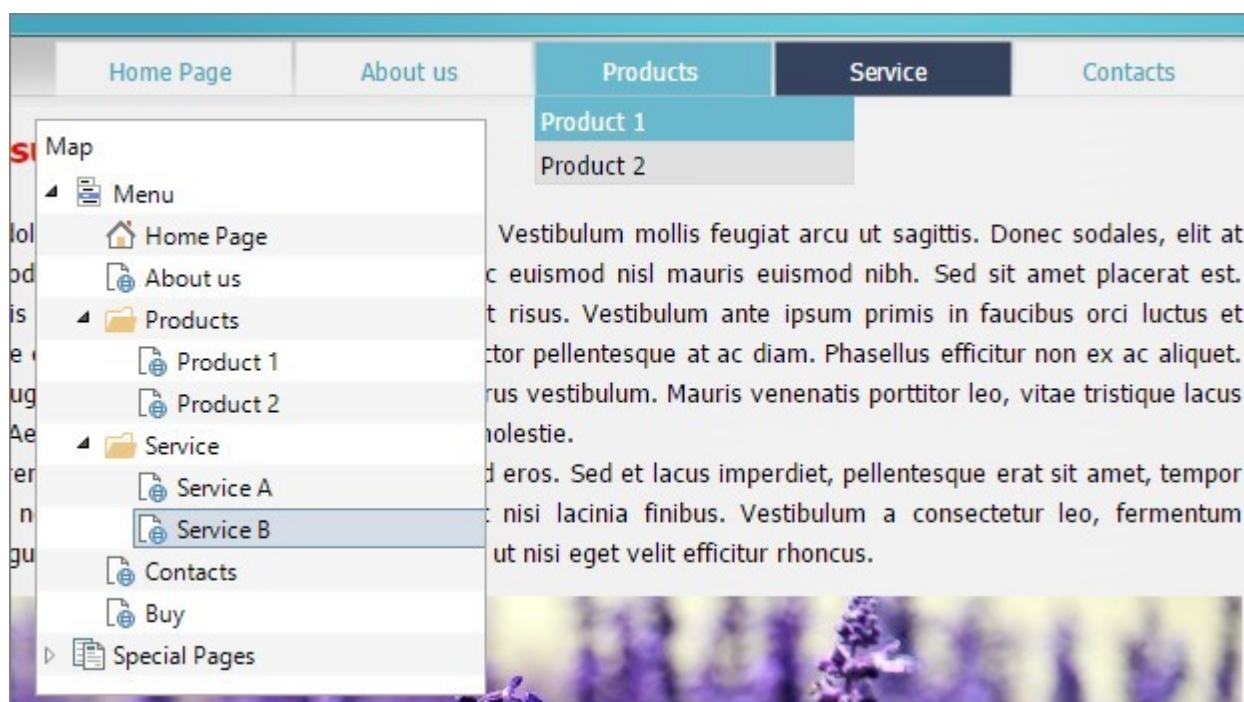 Home Page
About us
Products
Service
Contacts
Product 1
Product 2
Map
Menu
Home Page
About us
Products
Product 1
Product 2
Service
Service A
Service B
Contacts
Buy
Special Pages
Vestibulum mollis feugiat arcu ut sagittis. Donec sodales, elit at
euismod nisl mauris euismod nibh. Sed sit amet placerat est.
risus. Vestibulum ante ipsum primis in faucibus orci luctus et
pellentesque at ac diam. Phasellus efficitur non ex ac aliquet.
vestibulum. Mauris venenatis porttitor leo, vitae tristique lacus
eros. Sed et lacus imperdiet, pellentesque erat sit amet, tempor
nisi lacinia finibus. Vestibulum a consectetur leo, fermentum
ut nisi eget velit efficitur rhoncus.